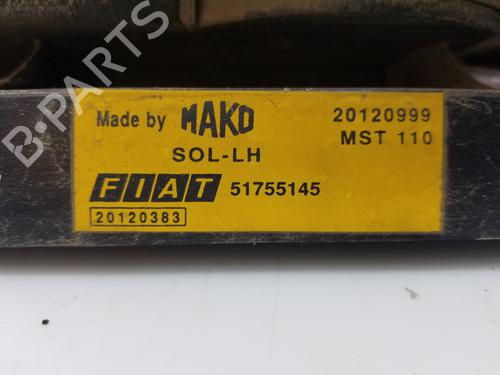 Made by MAKO 20120999
SOL-LH MST 110
FIAT 51755145
20120383
B-Parts